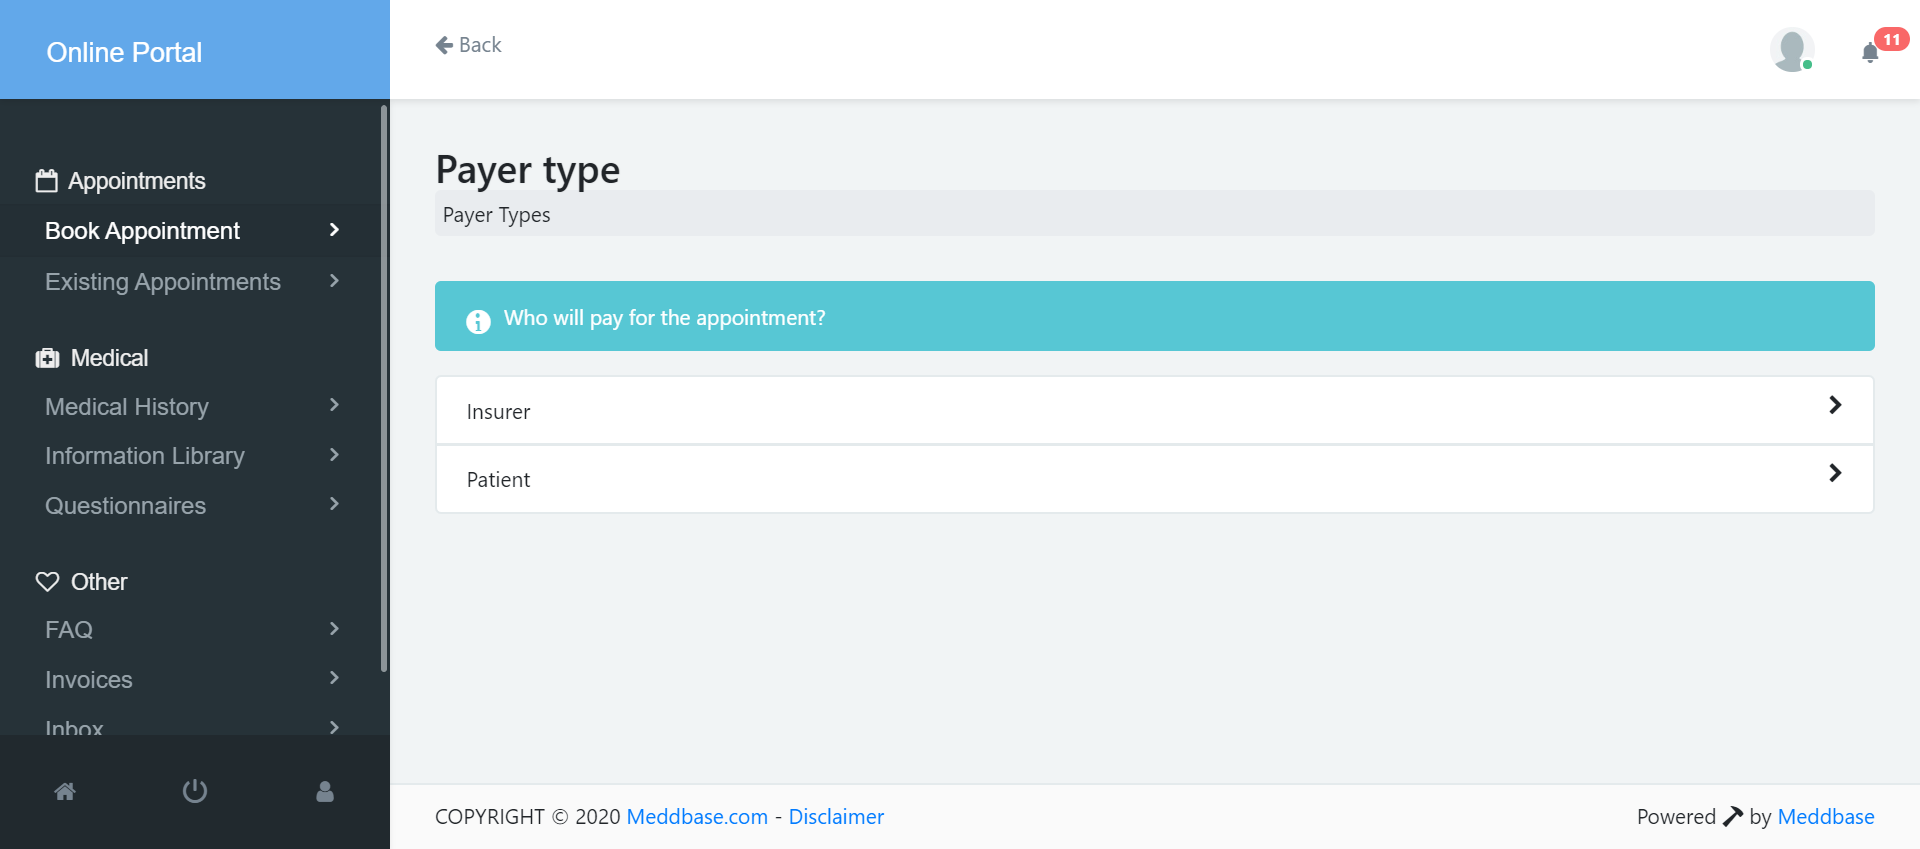 Online Portal
Back
11
Appointments
Book Appointment
Existing Appointments
Medical
Medical History
Information Library
Questionnaires
Other
FAQ
Invoices
Inbox
Payer type
Payer Types
Who will pay for the appointment?
Insurer
Patient
COPYRIGHT © 2020 Meddbase.com - Disclaimer
Powered by Meddbase